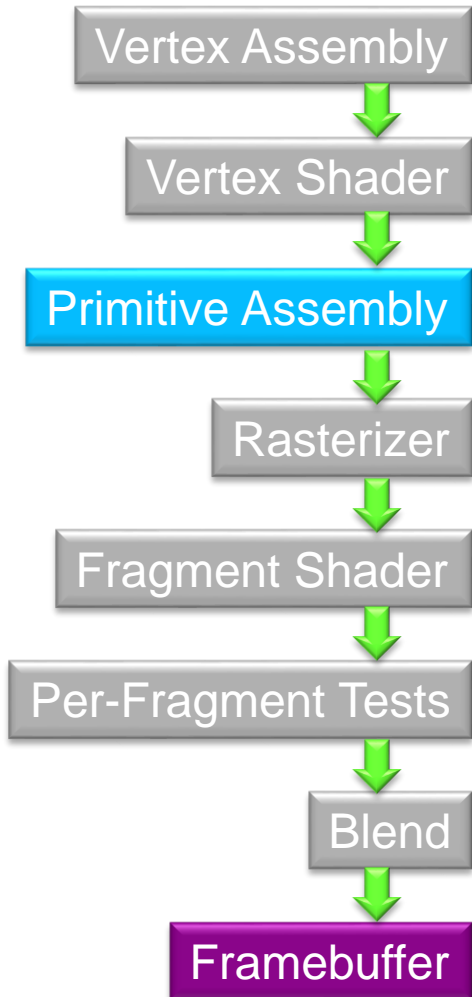 Vertex Assembly
Vertex Shader
Primitive Assembly
Rasterizer
Fragment Shader
Per-Fragment Tests
Blend
Framebuffer